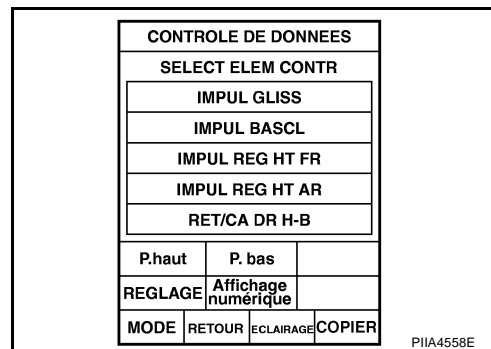 CONTROLE DE DONNEES
SELECT ELEM CONTR
IMPUL GLISS
IMPUL BASCL
IMPUL REG HT FR
IMPUL REG HT AR
RET/CA DR H-B
P.haut P. bas
REGLAGE Affichage numérique
MODE RETOUR ECLAIRAGE COPIER
PIIA4558E